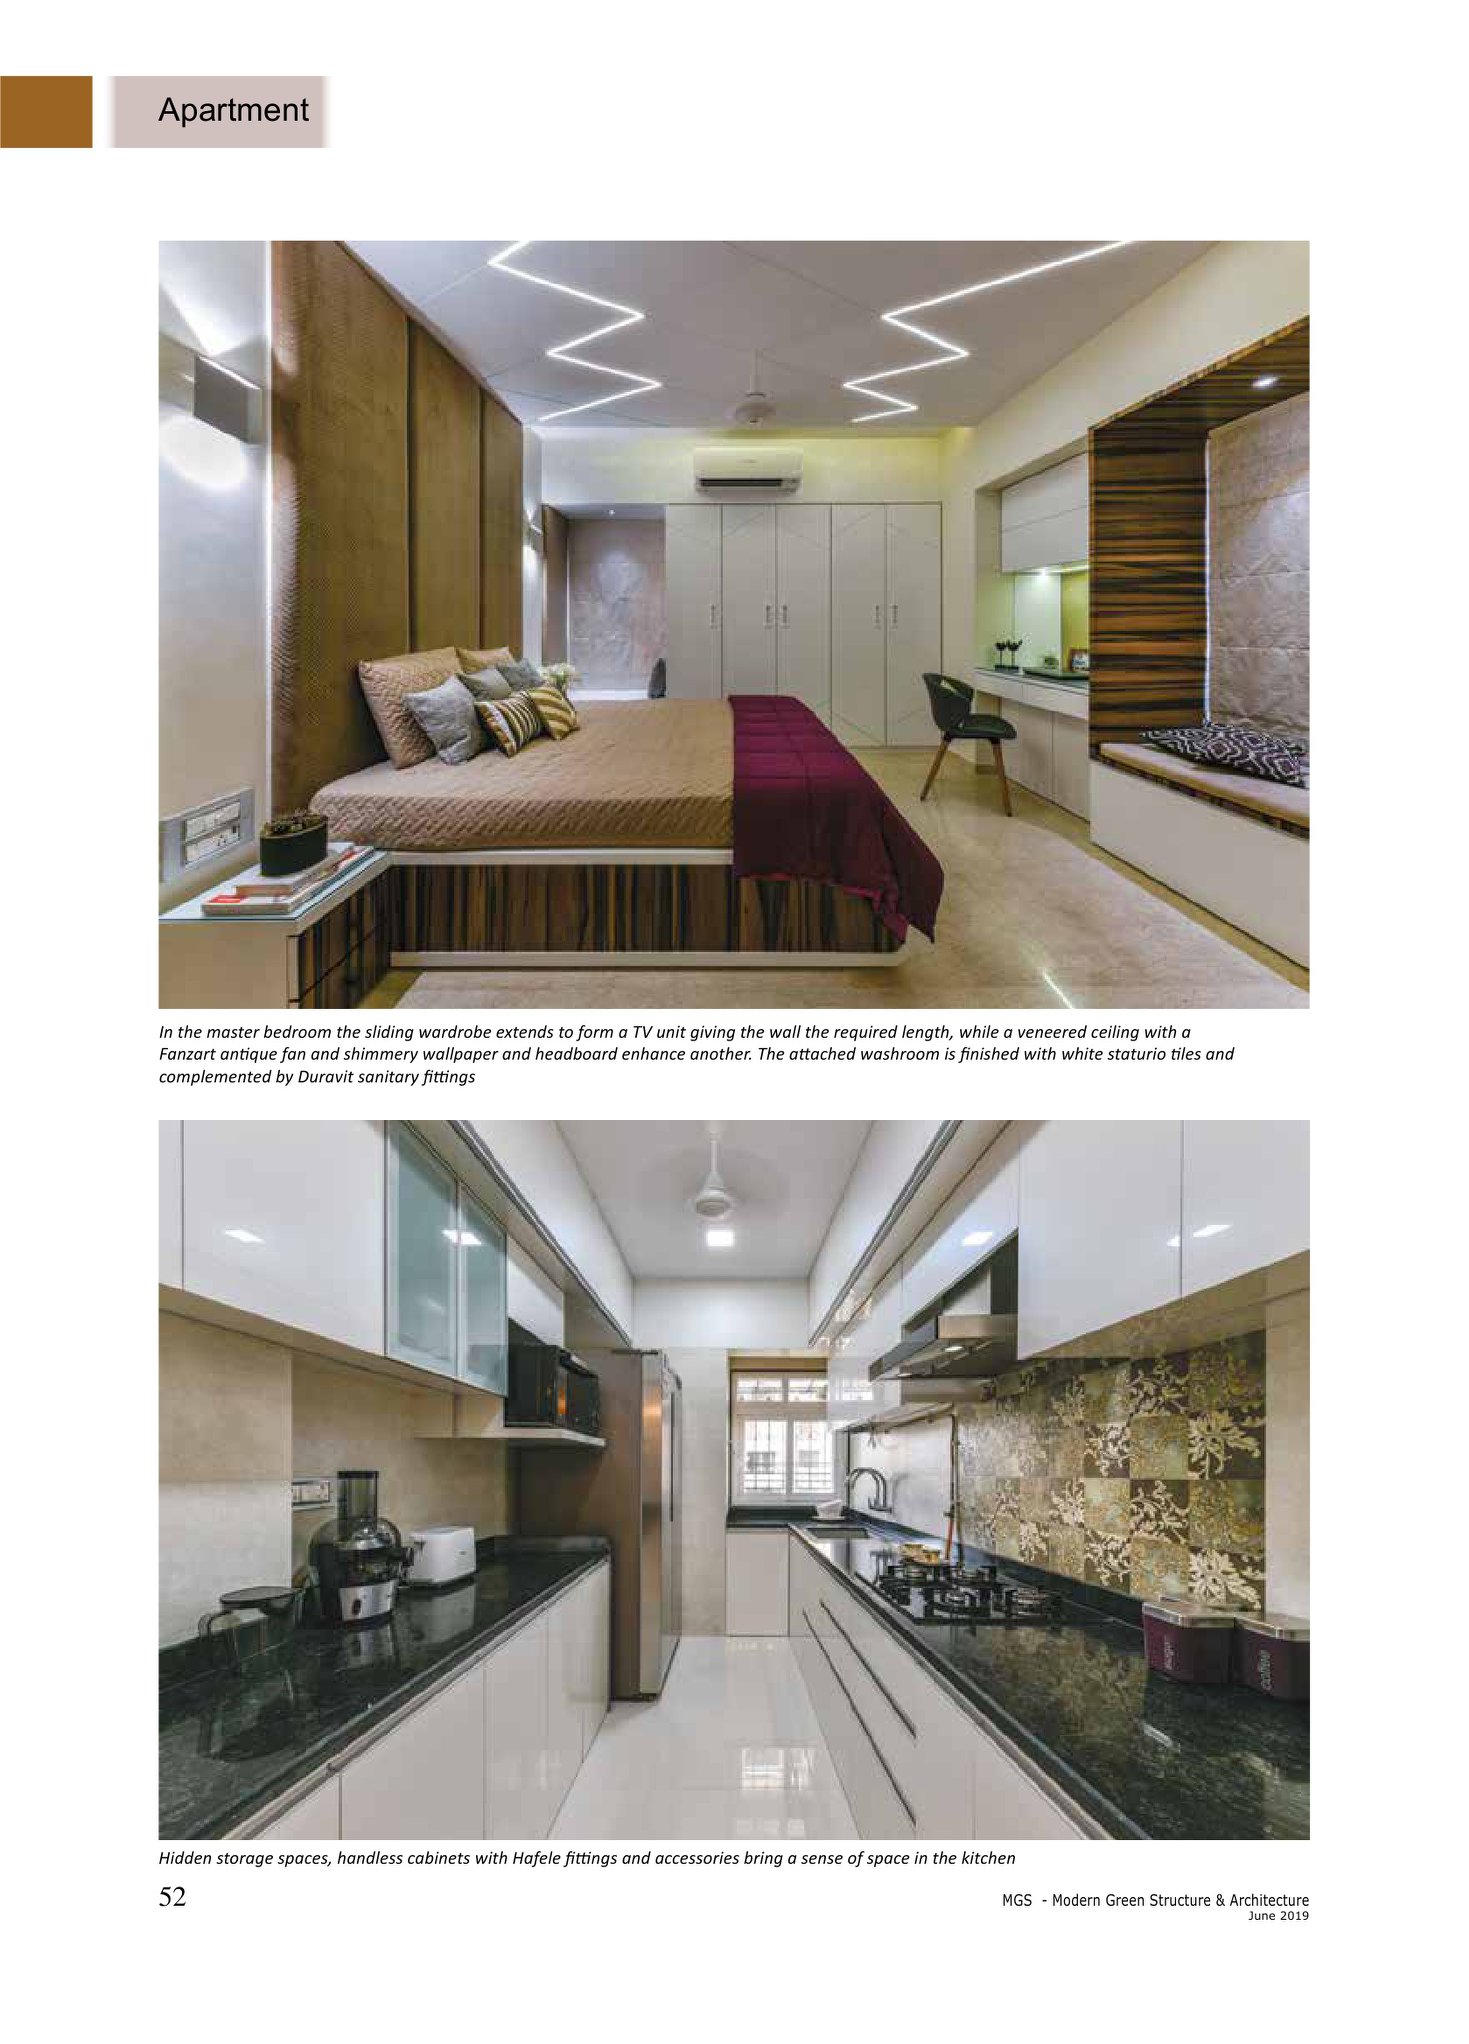 Apartment
In the master bedroom the sliding wardrobe extends to form a TV unit giving the wall the required length, while a veneered ceiling with a
Fanzart antique fan and shimmery wallpaper and headboard enhance another. The attached washroom is finished with white staturio tiles and
complemented by Duravit sanitary fittings
sugar
coffee
Hidden storage spaces, handless cabinets with Hafele fittings and accessories bring a sense of space in the kitchen
52
MGS - Modern Green Structure & Architecture
June 2019